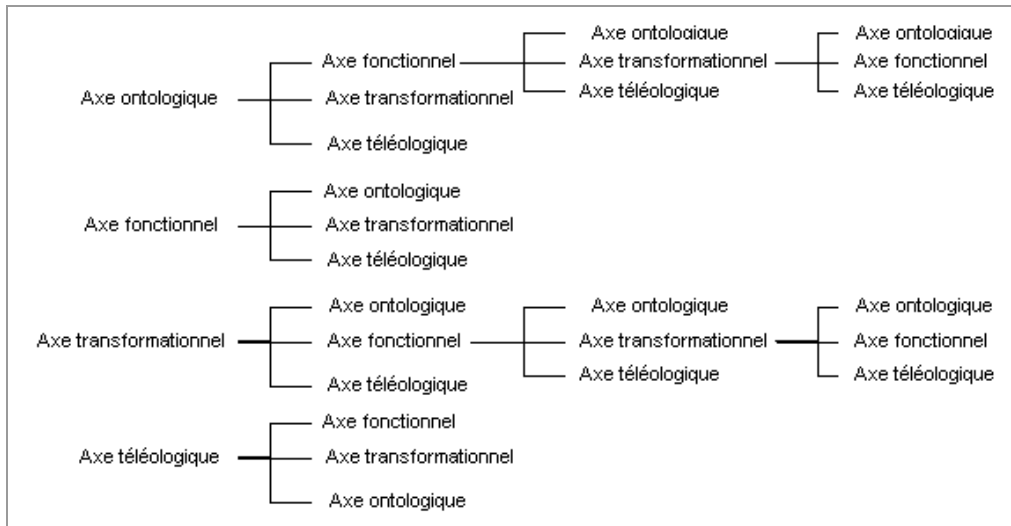 Axe ontologique Axe ontologique
Axe fonctionnel Axe transformationnel Axe fonctionnel
Axe ontologique Axe transformationnel Axe téléologique Axe téléologique
Axe téléologique
Axe ontologique
Axe fonctionnel Axe transformationnel
Axe téléologique
Axe ontologique Axe ontologique Axe ontologique
Axe transformationnel Axe fonctionnel Axe transformationnel Axe fonctionnel
Axe téléologique Axe téléologique Axe téléologique
Axe fonctionnel
Axe téléologique Axe transformationnel
Axe ontologique